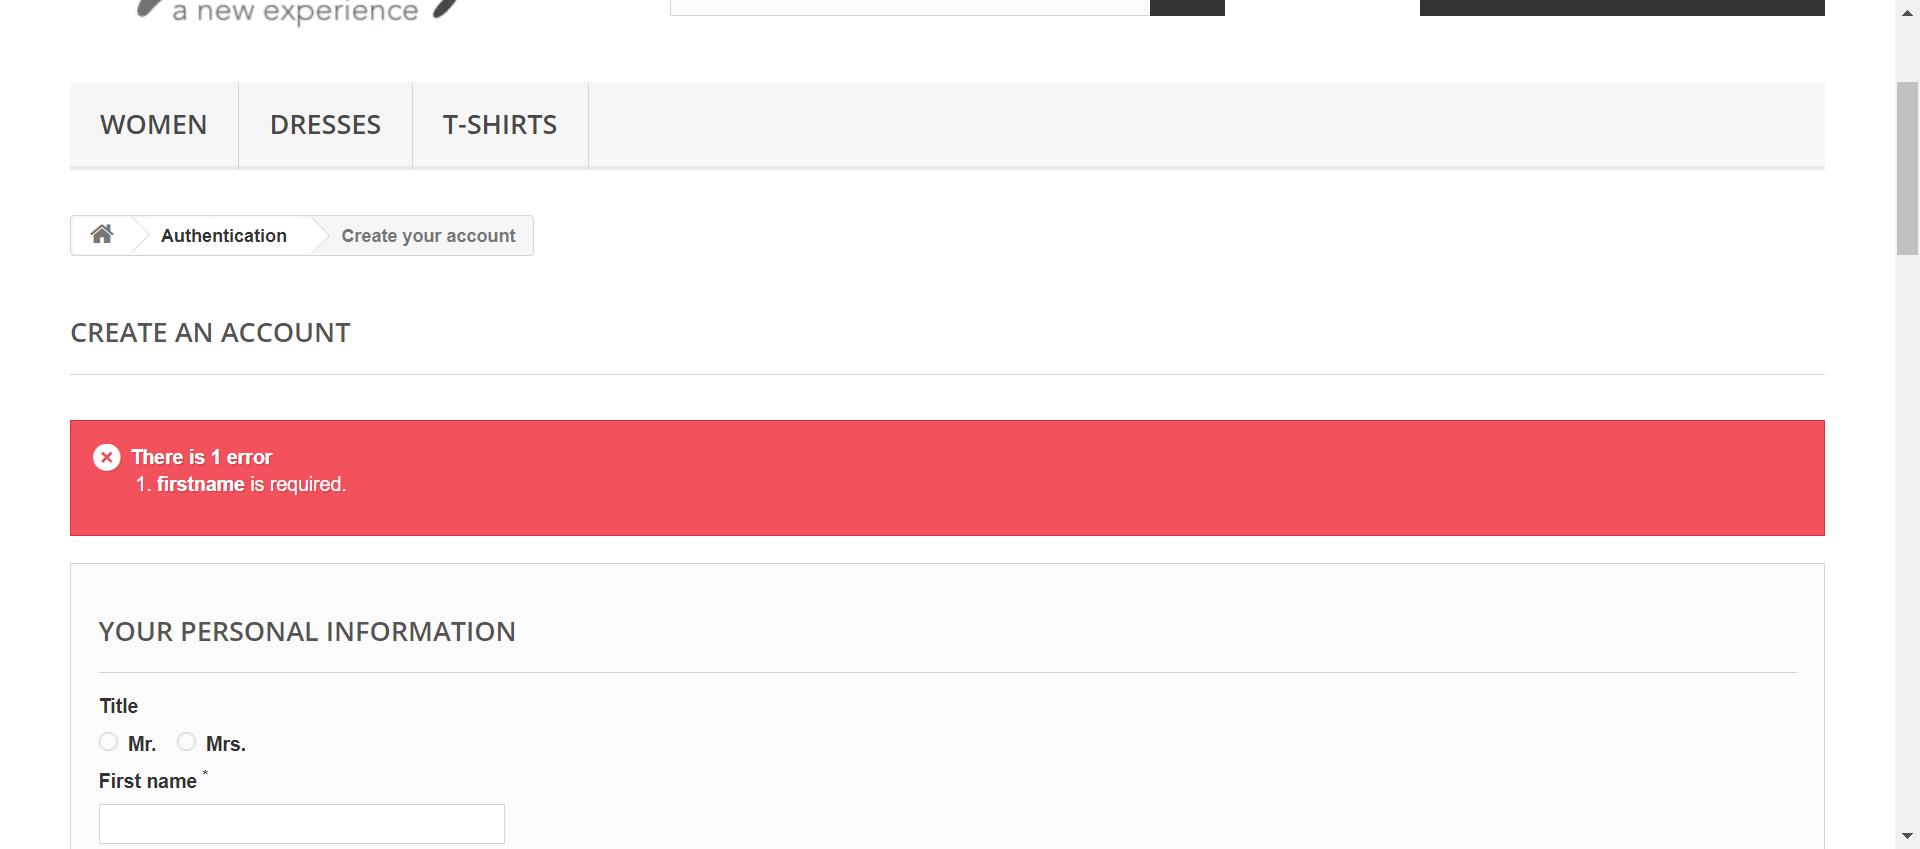 a new experience
WOMEN
DRESSES
T-SHIRTS
Authentication
Create your account
CREATE AN ACCOUNT
There is 1 error
1. firstname is required.
YOUR PERSONAL INFORMATION
Title
Mr.
Mrs.
First name *